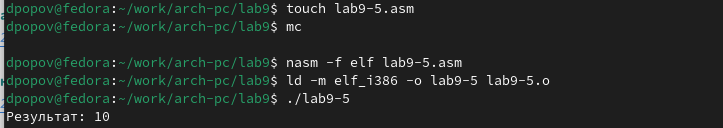 dpopov@fedora:~/work/arch-pc/lab9$ touch lab9-5.asm
dpopov@fedora:~/work/arch-pc/lab9$ mc
dpopov@fedora:~/work/arch-pc/lab9$ nasm -f elf lab9-5.asm
dpopov@fedora:~/work/arch-pc/lab9$ ld -m elf_i386 -o lab9-5 lab9-5.o
dpopov@fedora:~/work/arch-pc/lab9$ ./lab9-5
Результат: 10